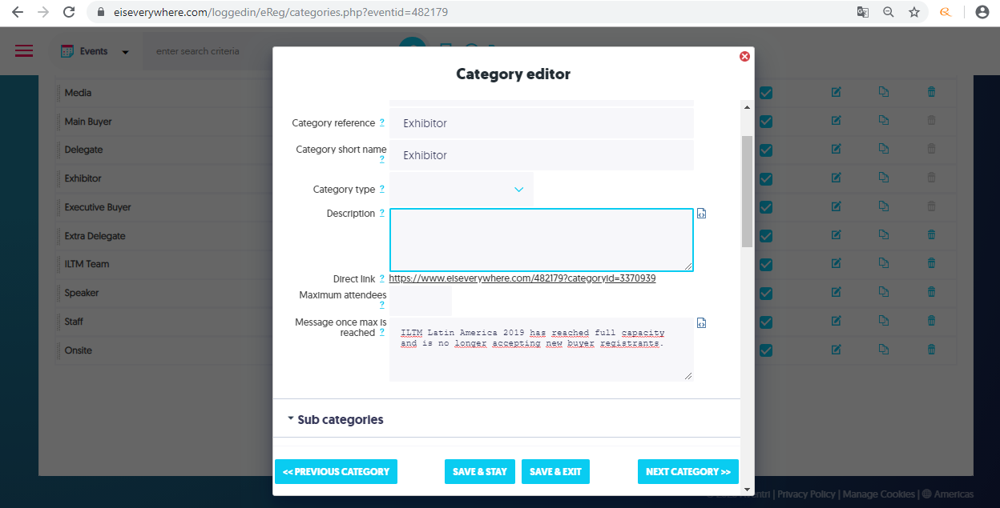 eiseverywhere.com/loggedin/eReg/categories.php?eventid=482179
Events
enter search criteria
Category editor
Media
Main Buyer
Delegate
Exhibitor
Executive Buyer
Extra Delegate
ILTM Team
Speaker
Staff
Onsite
Category reference ? Exhibitor
Category short name
? Exhibitor
Category type ?
Description ?
Direct link ? https://www.eiseverywhere.com/482179?categoryid=3370939
Maximum attendees
?
Message once max is
reached ?
ILTM Latin America 2019 has reached full capacity
and is no longer accepting new buyer registrants.
Sub categories
<< PREVIOUS CATEGORY SAVE & STAY SAVE & EXIT NEXT CATEGORY >>
| Privacy Policy | Manage Cookies | Americas